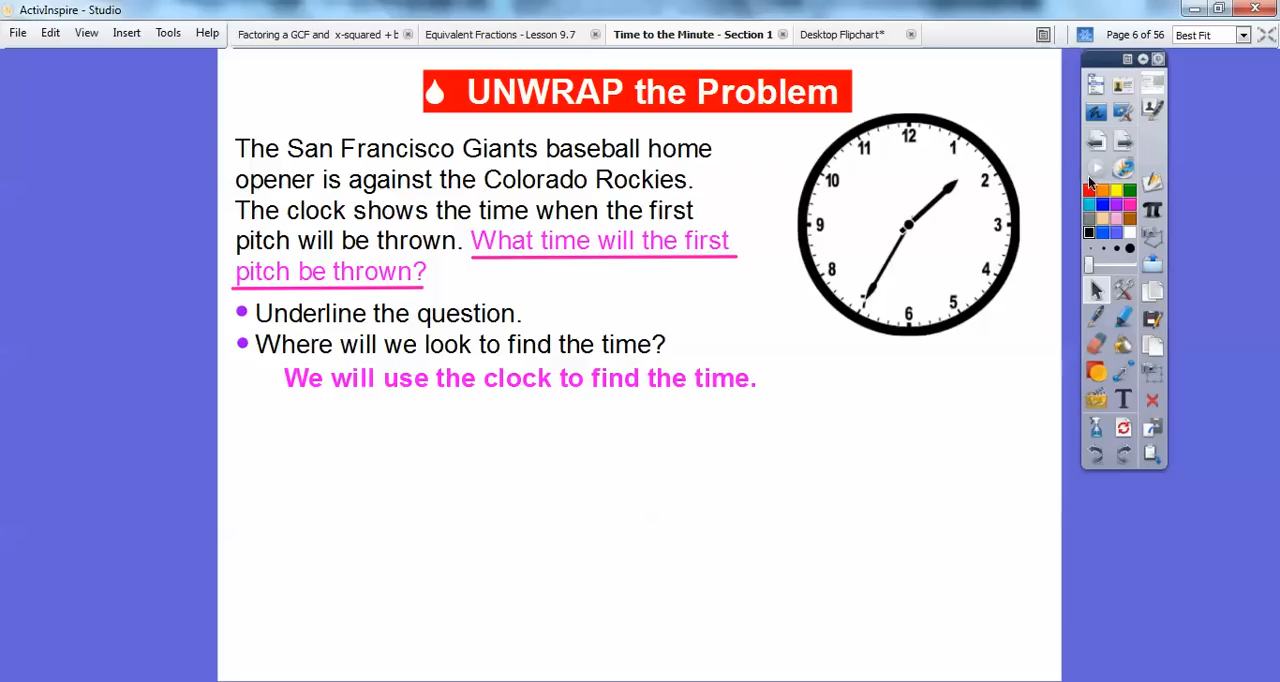 ActivInspire - Studio
File Edit View Insert Tools Help
Factoring a GCF and x-squared + b
Equivalent Fractions - Lesson 9.7
Time to the Minute - Section 1
Desktop Flipchart*
Page 6 of 56
Best Fit
UNWRAP the Problem
The San Francisco Giants baseball home
opener is against the Colorado Rockies.
The clock shows the time when the first
pitch will be thrown. What time will the first
pitch be thrown?
Underline the question.
Where will we look to find the time?
We will use the clock to find the time.
12
1
2
3
4
5
6
7
8
9
10
11